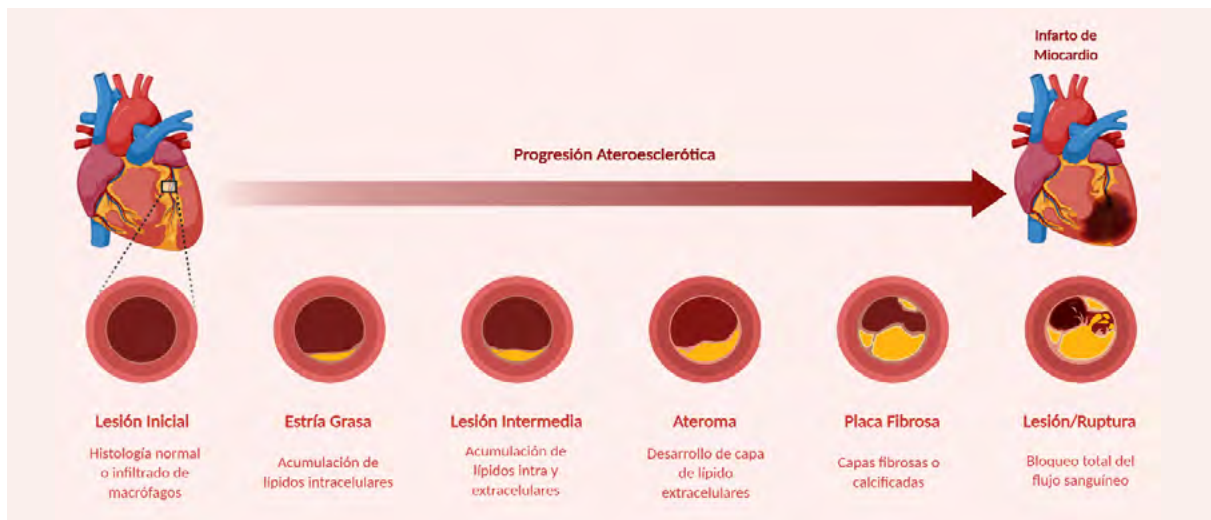 Infarto de
Miocardio
Progresión Ateroesclerótica
Lesión Inicial
Histología normal
o infiltrado de
macrófagos
Estría Grasa
Acumulación de
lípidos intracelulares
Lesión Intermedia
Acumulación de
lípidos intra y
extracelulares
Ateroma
Desarrollo de capa
de lípido
extracelulares
Placa Fibrosa
Capas fibrosas o
calcificadas
Lesión/Ruptura
Bloqueo total del
flujo sanguíneo